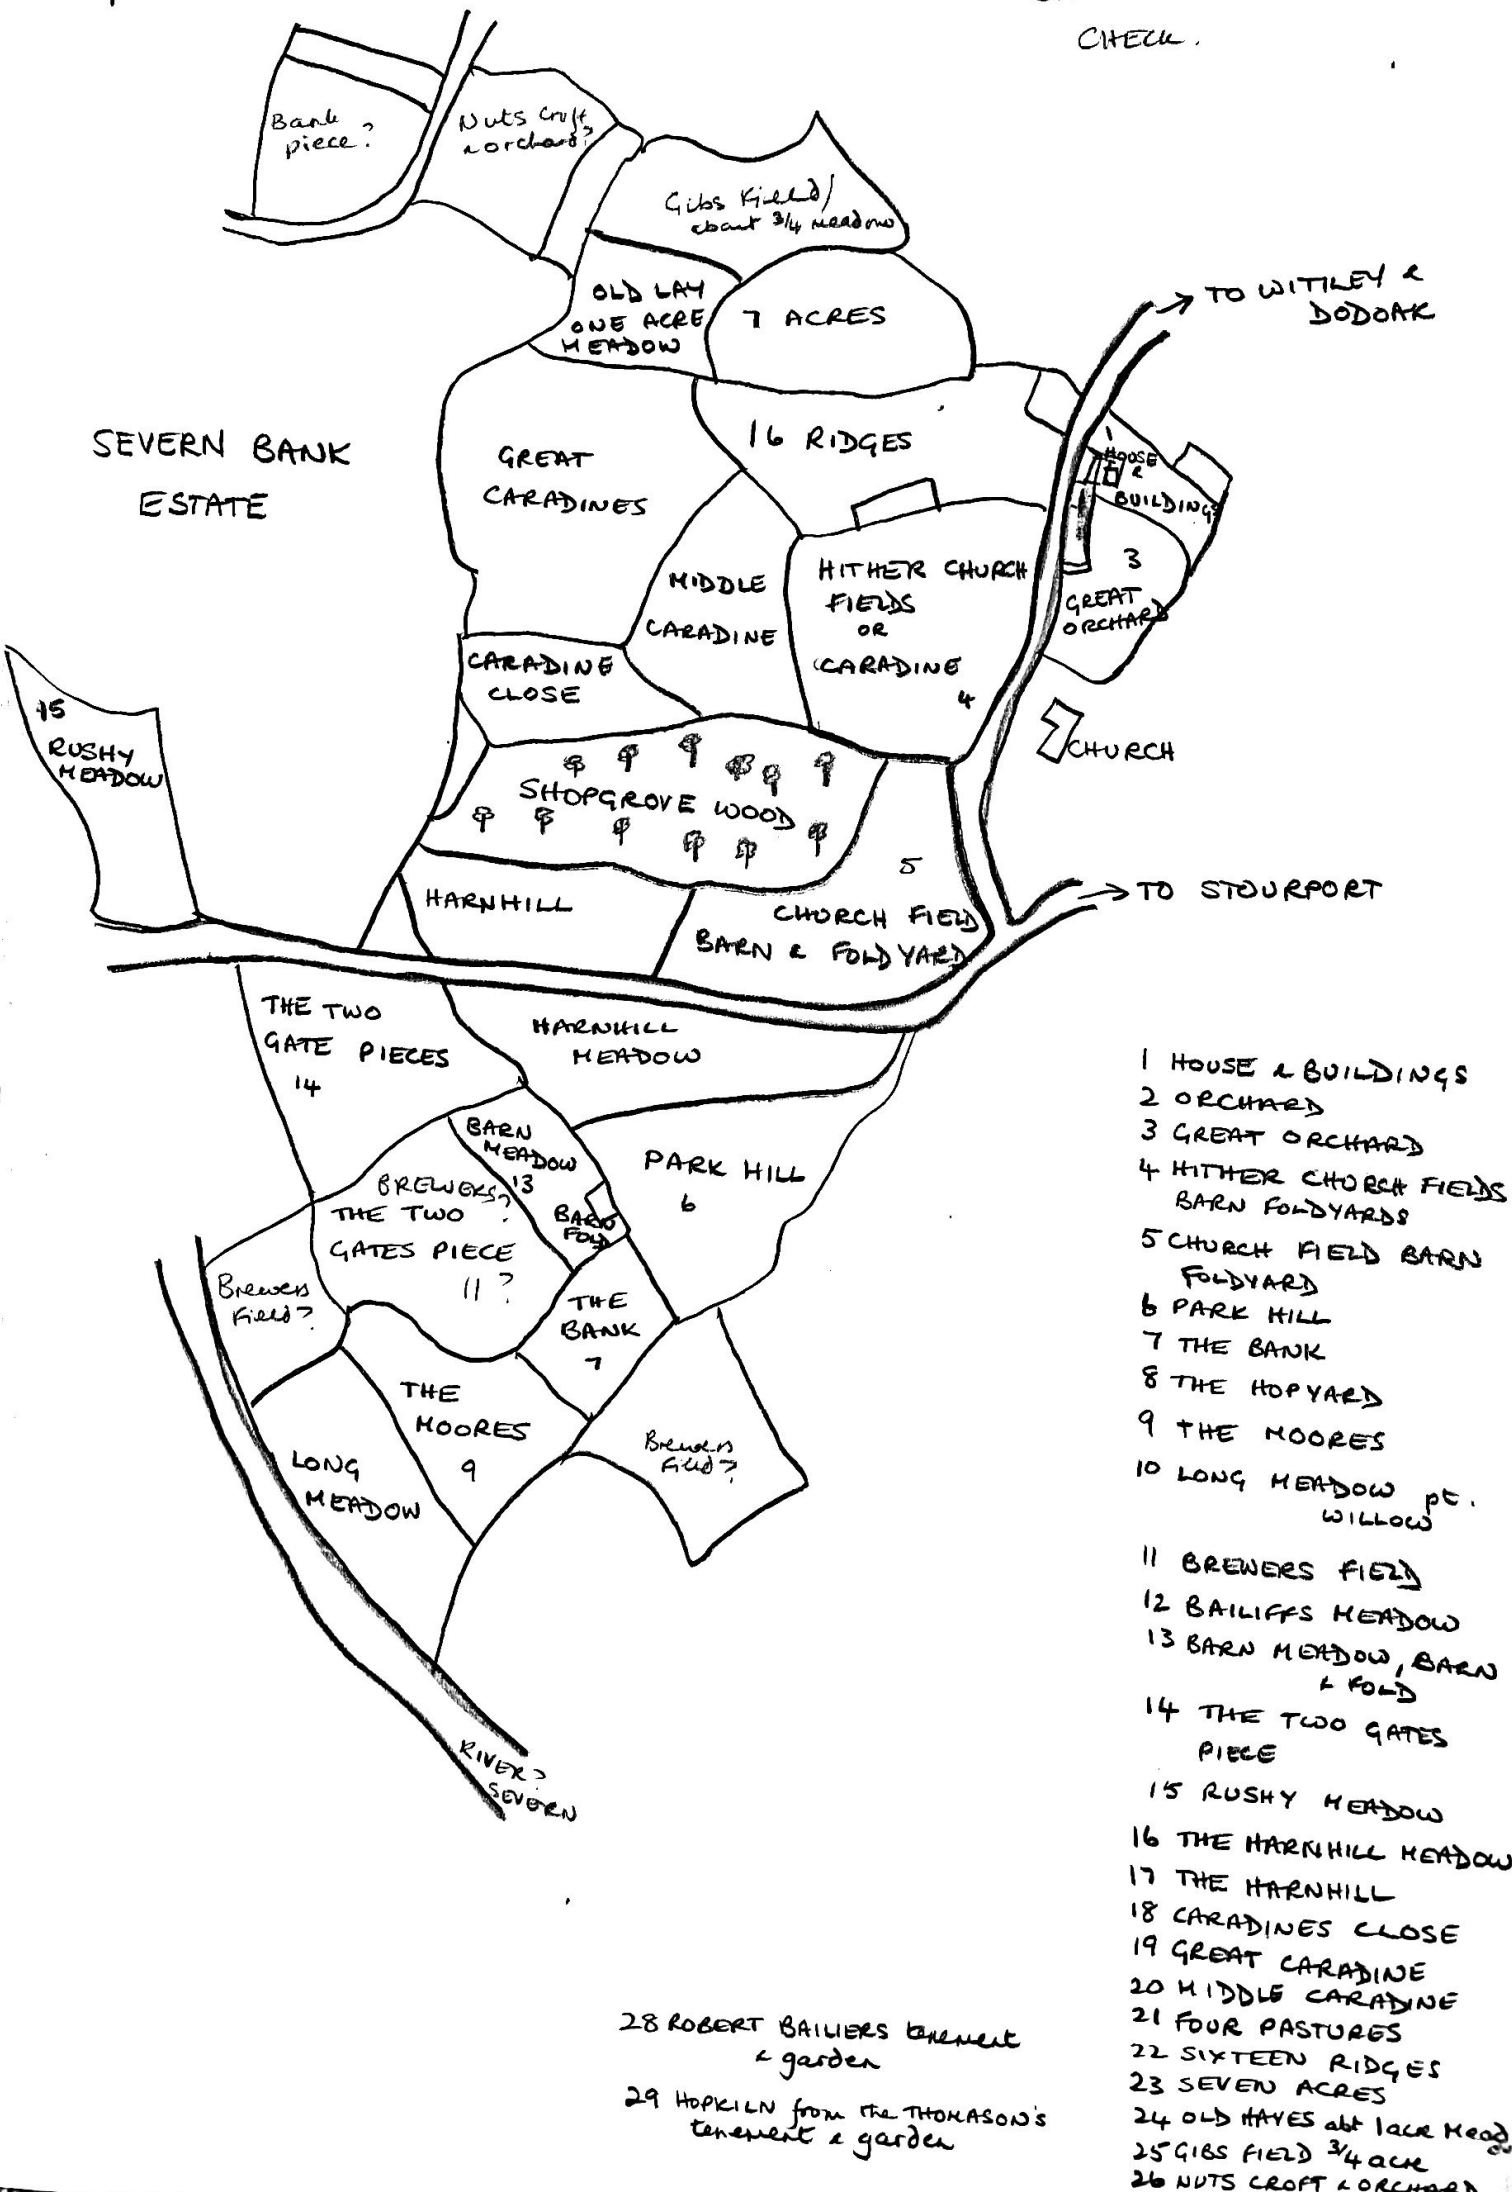 CHECK.
Bank
piece?
Nuts Croft
& orchard?
Gibs Field/
about 3/4 meadow
OLD LAY
ONE ACRE
MEADOW
7 ACRES
→ TO WITLEY &
DODOAK
SEVERN BANK
ESTATE
GREAT
CARADINES
16 RIDGES
1
HOUSE
&
BUILDINGS
MIDDLE
CARADINE
HITHER CHURCH
FIELDS
OR
CARADINE
4
3
GREAT
ORCHARD
CARADINE
CLOSE
CHURCH
15
RUSHY
MEADOW
SHOPGROVE WOOD
5
HARNHILL
CHURCH FIELD
BARN & FOLDYARD
→ TO STOURPORT
THE TWO
GATE PIECES
14
HARNHILL
MEADOW
BARN
MEADOW
13
BARN
FOLD
PARK HILL
6
BREWERS?
THE TWO ?
GATES PIECE
11 ?
Brewers
Field?
THE
BANK
7
THE
MOORES
9
Brewers
Field?
LONG
MEADOW
RIVER?
SEVERN
1 HOUSE & BUILDINGS
2 ORCHARD
3 GREAT ORCHARD
4 HITHER CHURCH FIELDS
BARN FOLDYARDS
5 CHURCH FIELD BARN
FOLDYARD
6 PARK HILL
7 THE BANK
8 THE HOPYARD
9 THE MOORES
10 LONG MEADOW pt.
WILLOW
11 BREWERS FIELD
12 BAILIFFS MEADOW
13 BARN MEADOW, BARN
& FOLD
14 THE TWO GATES
PIECE
15 RUSHY MEADOW
16 THE HARNHILL MEADOW
17 THE HARNHILL
18 CARADINES CLOSE
19 GREAT CARADINE
20 MIDDLE CARADINE
21 FOUR PASTURES
22 SIXTEEN RIDGES
23 SEVEN ACRES
24 OLD HAYES abt 1 acre Mead
25 GIBS FIELD 3/4 acre
26 NUTS CROFT & ORCHARD
28 ROBERT BAILIERS tenement
& garden
29 HOPKILN from the THOMASON'S
tenement & garden